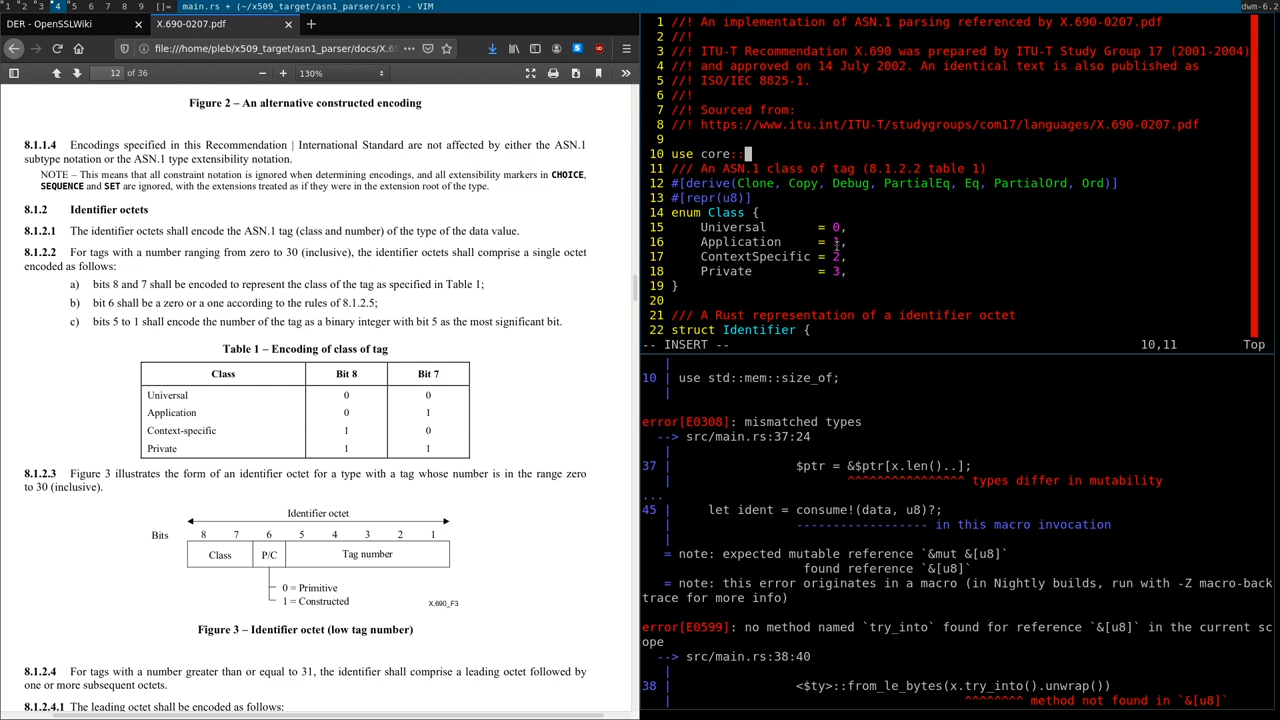 1 2 3 4 5 6 7 8 9 []= main.rs + (~/x509_target/asn1_parser/src) - VIM dwm-6.2
DER - OpenSSLWiki X.690-0207.pdf
file:///home/pleb/x509_target/asn1_parser/docs/X.6
12 of 36 130%
Figure 2 – An alternative constructed encoding
8.1.1.4 Encodings specified in this Recommendation | International Standard are not affected by either the ASN.1
subtype notation or the ASN.1 type extensibility notation.
NOTE – This means that all constraint notation is ignored when determining encodings, and all extensibility markers in CHOICE,
SEQUENCE and SET are ignored, with the extensions treated as if they were in the extension root of the type.
8.1.2 Identifier octets
8.1.2.1 The identifier octets shall encode the ASN.1 tag (class and number) of the type of the data value.
8.1.2.2 For tags with a number ranging from zero to 30 (inclusive), the identifier octets shall comprise a single octet
encoded as follows:
a) bits 8 and 7 shall be encoded to represent the class of the tag as specified in Table 1;
b) bit 6 shall be a zero or a one according to the rules of 8.1.2.5;
c) bits 5 to 1 shall encode the number of the tag as a binary integer with bit 5 as the most significant bit.
Table 1 – Encoding of class of tag
Class Bit 8 Bit 7
Universal 0 0
Application 0 1
Context-specific 1 0
Private 1 1
8.1.2.3 Figure 3 illustrates the form of an identifier octet for a type with a tag whose number is in the range zero
to 30 (inclusive).
Identifier octet
Bits 8 7 6 5 4 3 2 1
Class P/C Tag number
0 = Primitive
1 = Constructed
X.690_F3
Figure 3 – Identifier octet (low tag number)
8.1.2.4 For tags with a number greater than or equal to 31, the identifier shall comprise a leading octet followed by
one or more subsequent octets.
8.1.2.4.1 The leading octet shall be encoded as follows:
1 //! An implementation of ASN.1 parsing referenced by X.690-0207.pdf
2 //!
3 //! ITU-T Recommendation X.690 was prepared by ITU-T Study Group 17 (2001-2004)
4 //! and approved on 14 July 2002. An identical text is also published as
5 //! ISO/IEC 8825-1.
6 //!
7 //! Sourced from:
8 //! https://www.itu.int/ITU-T/studygroups/com17/languages/X.690-0207.pdf
9
10 use core::
11 /// An ASN.1 class of tag (8.1.2.2 table 1)
12 #[derive(Clone, Copy, Debug, PartialEq, Eq, PartialOrd, Ord)]
13 #[repr(u8)]
14 enum Class {
15 Universal = 0,
16 Application = 1,
17 ContextSpecific = 2,
18 Private = 3,
19 }
20
21 /// A Rust representation of a identifier octet
22 struct Identifier {
-- INSERT -- 10,11 Top
|
10 | use std::mem::size_of;
|
error[E0308]: mismatched types
--> src/main.rs:37:24
|
37 | $ptr = &$ptr[x.len()..];
| ^^^^^^^^^^^^^^^^ types differ in mutability
...
45 | let ident = consume!(data, u8)?;
| ------------------ in this macro invocation
|
= note: expected mutable reference `&mut &[u8]`
found reference `&[u8]`
= note: this error originates in a macro (in Nightly builds, run with -Z macro-back
trace for more info)
error[E0599]: no method named `try_into` found for reference `&[u8]` in the current sc
ope
--> src/main.rs:38:40
|
38 | <$ty>::from_le_bytes(x.try_into().unwrap())
| ^^^^^^^^ method not found in `&[u8]`